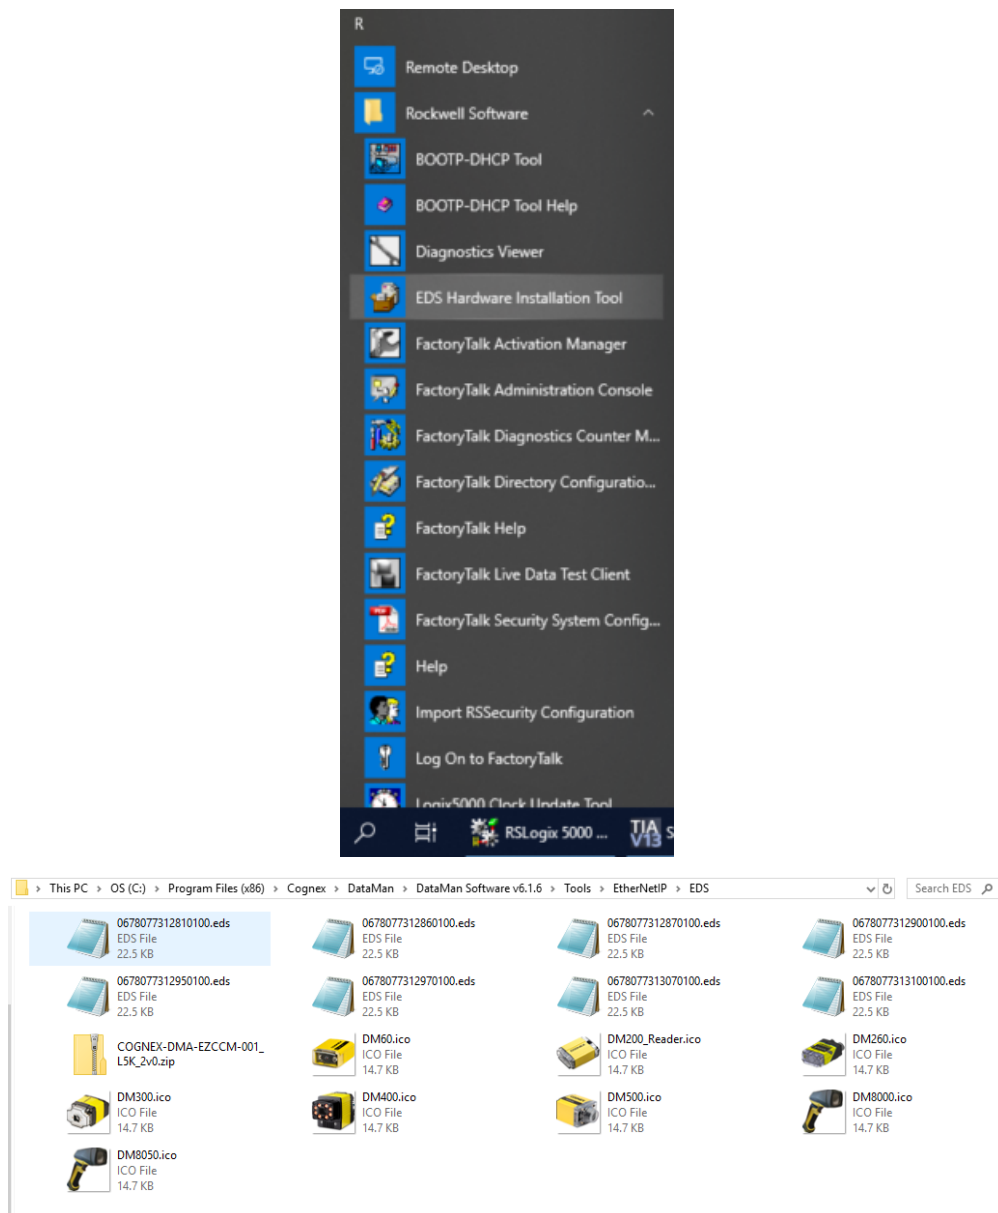 R
Remote Desktop
Rockwell Software
BOOTP-DHCP Tool
BOOTP-DHCP Tool Help
Diagnostics Viewer
EDS Hardware Installation Tool
FactoryTalk Activation Manager
FactoryTalk Administration Console
FactoryTalk Diagnostics Counter M...
FactoryTalk Directory Configuratio...
FactoryTalk Help
FactoryTalk Live Data Test Client
FactoryTalk Security System Config...
Help
Import RSSecurity Configuration
Log On to FactoryTalk
Logix5000 Clock Update Tool
RSLogix 5000 ... TIA V13 S
This PC > OS (C:) > Program Files (x86) > Cognex > DataMan > DataMan Software v6.1.6 > Tools > EtherNetIP > EDS Search EDS
0678077312810100.eds 0678077312860100.eds 0678077312870100.eds 0678077312900100.eds
EDS File EDS File EDS File EDS File
22.5 KB 22.5 KB 22.5 KB 22.5 KB
0678077312950100.eds 0678077312970100.eds 0678077313070100.eds 0678077313100100.eds
EDS File EDS File EDS File EDS File
22.5 KB 22.5 KB 22.5 KB 22.5 KB
COGNEX-DMA-EZCCM-001_L5K_2v0.zip DM60.ico DM200_Reader.ico DM260.ico
ICO File ICO File ICO File
14.7 KB 14.7 KB 14.7 KB
DM300.ico DM400.ico DM500.ico DM8000.ico
ICO File ICO File ICO File ICO File
14.7 KB 14.7 KB 14.7 KB 14.7 KB
DM8050.ico
ICO File
14.7 KB